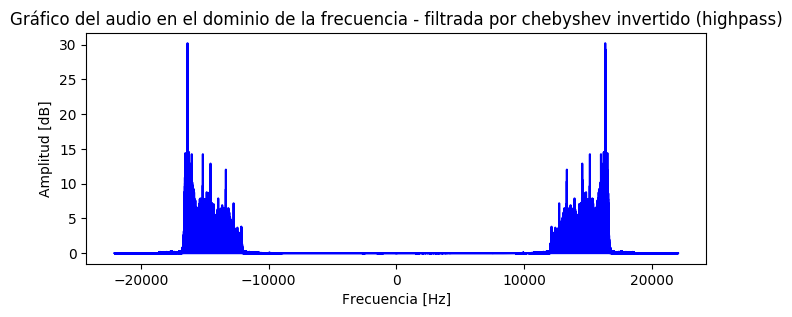 Gráfico del audio en el dominio de la frecuencia - filtrada por chebyshev invertido (highpass)
30
25
20
15
10
5
0
Amplitud [dB]
−20000 −10000 0 10000 20000
Frecuencia [Hz]